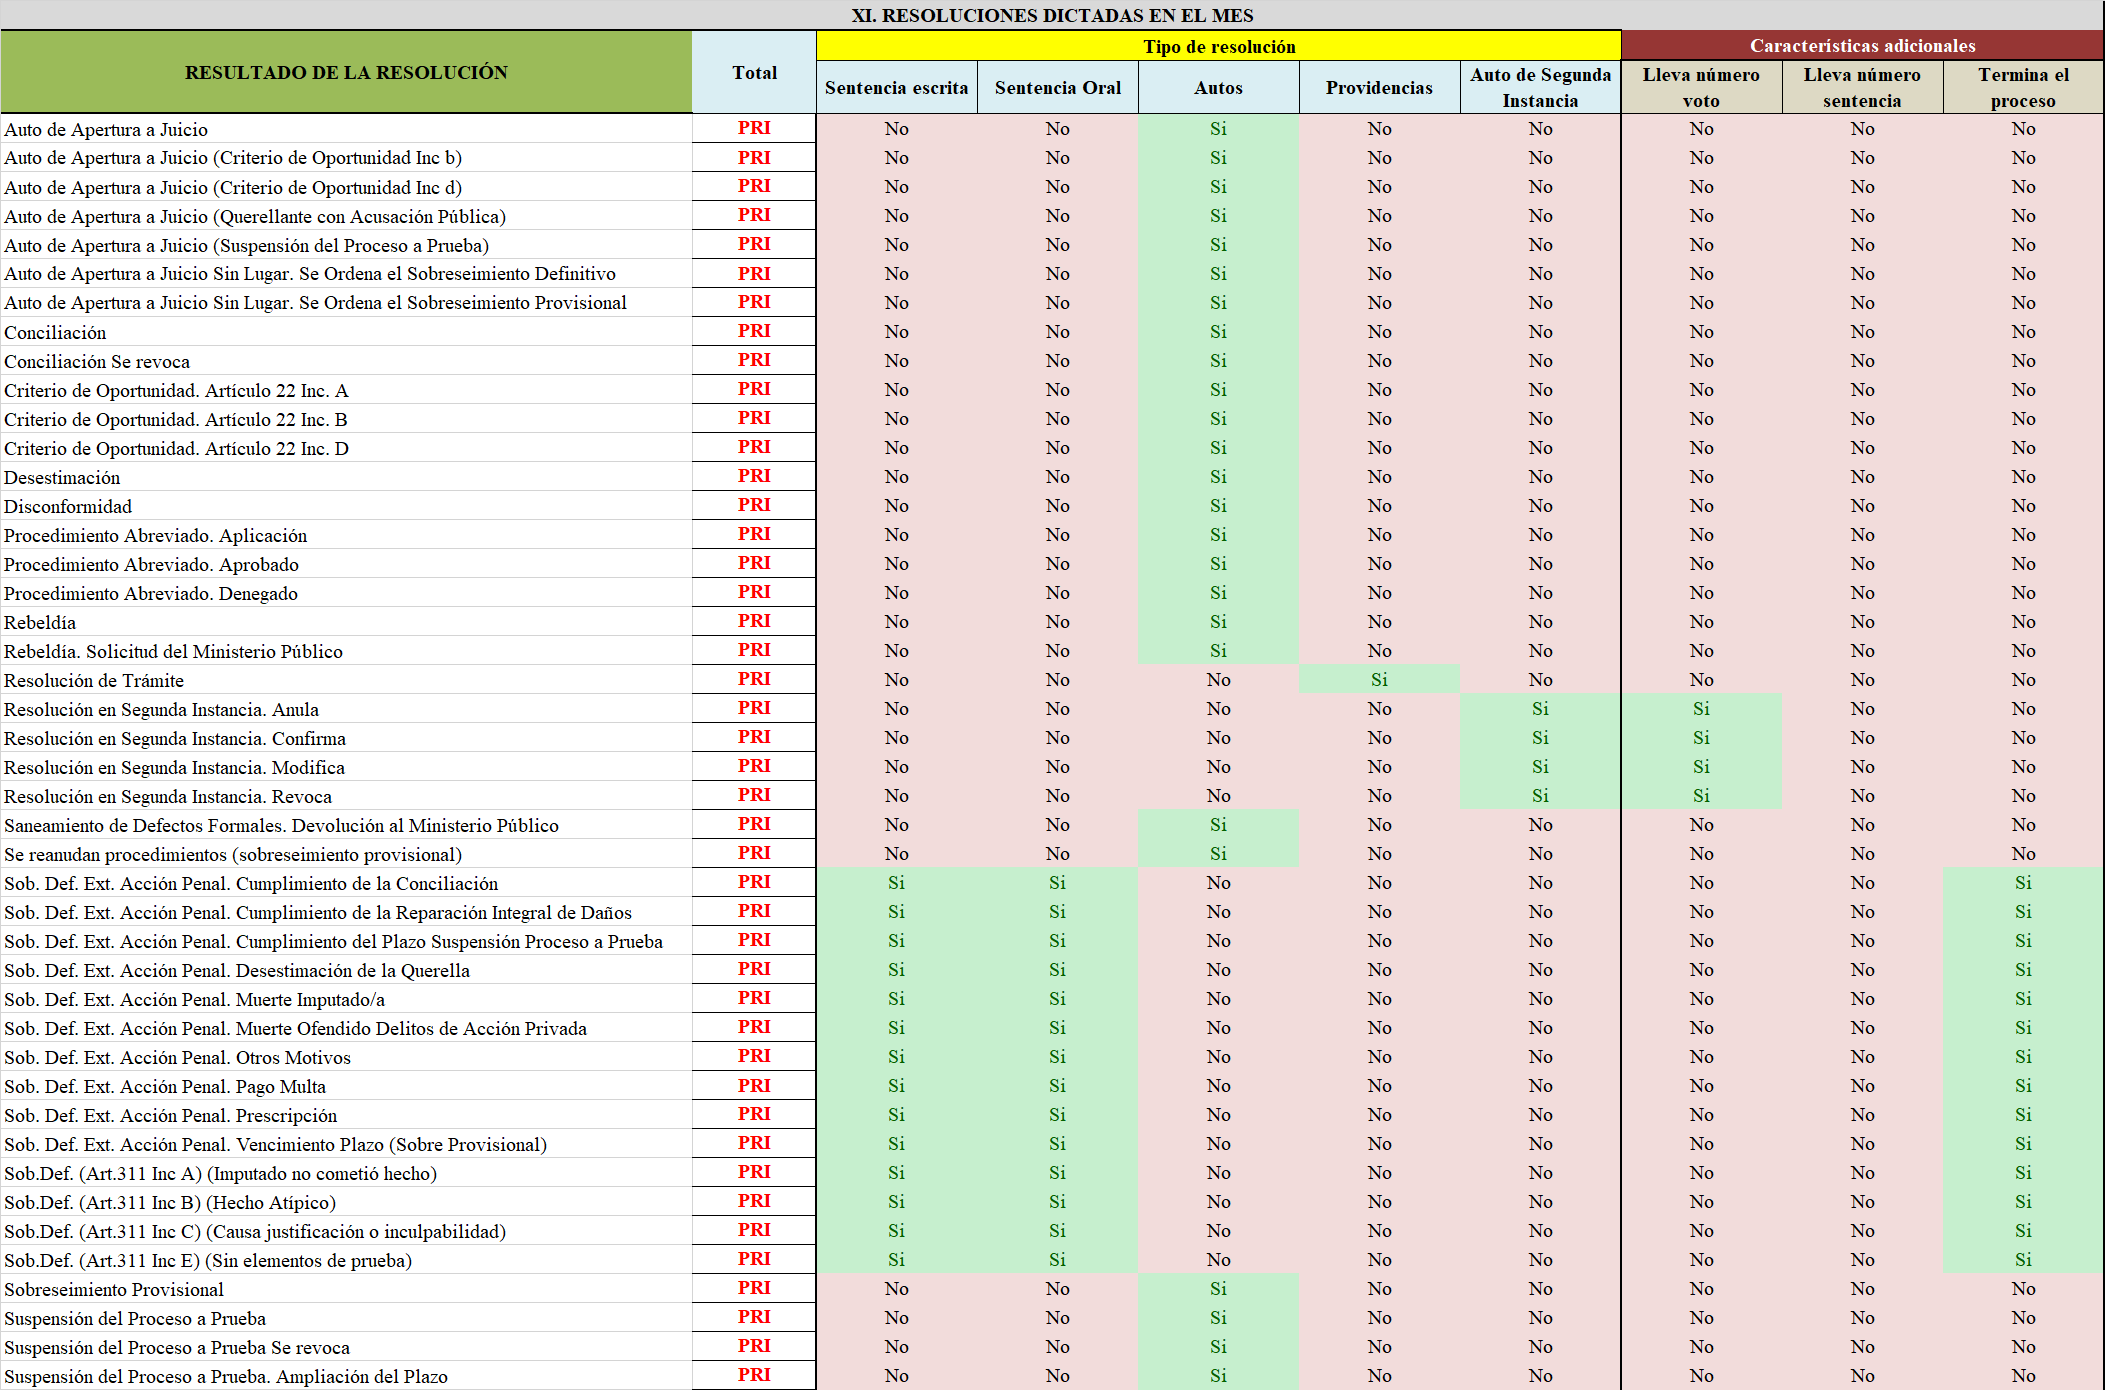 XI. RESOLUCIONES DICTADAS EN EL MES
RESULTADO DE LA RESOLUCIÓN Total Tipo de resolución Características adicionales
Sentencia escrita Sentencia Oral Autos Providencias Auto de Segunda Instancia Lleva número voto Lleva número sentencia Termina el proceso
Auto de Apertura a Juicio PRI No No Si No No No No No
Auto de Apertura a Juicio (Criterio de Oportunidad Inc b) PRI No No Si No No No No No
Auto de Apertura a Juicio (Criterio de Oportunidad Inc d) PRI No No Si No No No No No
Auto de Apertura a Juicio (Querellante con Acusación Pública) PRI No No Si No No No No No
Auto de Apertura a Juicio (Suspensión del Proceso a Prueba) PRI No No Si No No No No No
Auto de Apertura a Juicio Sin Lugar. Se Ordena el Sobreseimiento Definitivo PRI No No Si No No No No No
Auto de Apertura a Juicio Sin Lugar. Se Ordena el Sobreseimiento Provisional PRI No No Si No No No No No
Conciliación PRI No No Si No No No No No
Conciliación Se revoca PRI No No Si No No No No No
Criterio de Oportunidad. Artículo 22 Inc. A PRI No No Si No No No No No
Criterio de Oportunidad. Artículo 22 Inc. B PRI No No Si No No No No No
Criterio de Oportunidad. Artículo 22 Inc. D PRI No No Si No No No No No
Desestimación PRI No No Si No No No No No
Disconformidad PRI No No Si No No No No No
Procedimiento Abreviado. Aplicación PRI No No Si No No No No No
Procedimiento Abreviado. Aprobado PRI No No Si No No No No No
Procedimiento Abreviado. Denegado PRI No No Si No No No No No
Rebeldía PRI No No Si No No No No No
Rebeldía. Solicitud del Ministerio Público PRI No No Si No No No No No
Resolución de Trámite PRI No No No Si No No No No
Resolución en Segunda Instancia. Anula PRI No No No No Si Si No No
Resolución en Segunda Instancia. Confirma PRI No No No No Si Si No No
Resolución en Segunda Instancia. Modifica PRI No No No No Si Si No No
Resolución en Segunda Instancia. Revoca PRI No No No No Si Si No No
Saneamiento de Defectos Formales. Devolución al Ministerio Público PRI No No Si No No No No No
Se reanudan procedimientos (sobreseimiento provisional) PRI No No Si No No No No No
Sob. Def. Ext. Acción Penal. Cumplimiento de la Conciliación PRI Si Si No No No No No Si
Sob. Def. Ext. Acción Penal. Cumplimiento de la Reparación Integral de Daños PRI Si Si No No No No No Si
Sob. Def. Ext. Acción Penal. Cumplimiento del Plazo Suspensión Proceso a Prueba PRI Si Si No No No No No Si
Sob. Def. Ext. Acción Penal. Desestimación de la Querella PRI Si Si No No No No No Si
Sob. Def. Ext. Acción Penal. Muerte Imputado/a PRI Si Si No No No No No Si
Sob. Def. Ext. Acción Penal. Muerte Ofendido Delitos de Acción Privada PRI Si Si No No No No No Si
Sob. Def. Ext. Acción Penal. Otros Motivos PRI Si Si No No No No No Si
Sob. Def. Ext. Acción Penal. Pago Multa PRI Si Si No No No No No Si
Sob. Def. Ext. Acción Penal. Prescripción PRI Si Si No No No No No Si
Sob. Def. Ext. Acción Penal. Vencimiento Plazo (Sobre Provisional) PRI Si Si No No No No No Si
Sob.Def. (Art.311 Inc A) (Imputado no cometió hecho) PRI Si Si No No No No No Si
Sob.Def. (Art.311 Inc B) (Hecho Atípico) PRI Si Si No No No No No Si
Sob.Def. (Art.311 Inc C) (Causa justificación o inculpabilidad) PRI Si Si No No No No No Si
Sob.Def. (Art.311 Inc E) (Sin elementos de prueba) PRI Si Si No No No No No Si
Sobreseimiento Provisional PRI No No Si No No No No No
Suspensión del Proceso a Prueba PRI No No Si No No No No No
Suspensión del Proceso a Prueba Se revoca PRI No No Si No No No No No
Suspensión del Proceso a Prueba. Ampliación del Plazo PRI No No Si No No No No No